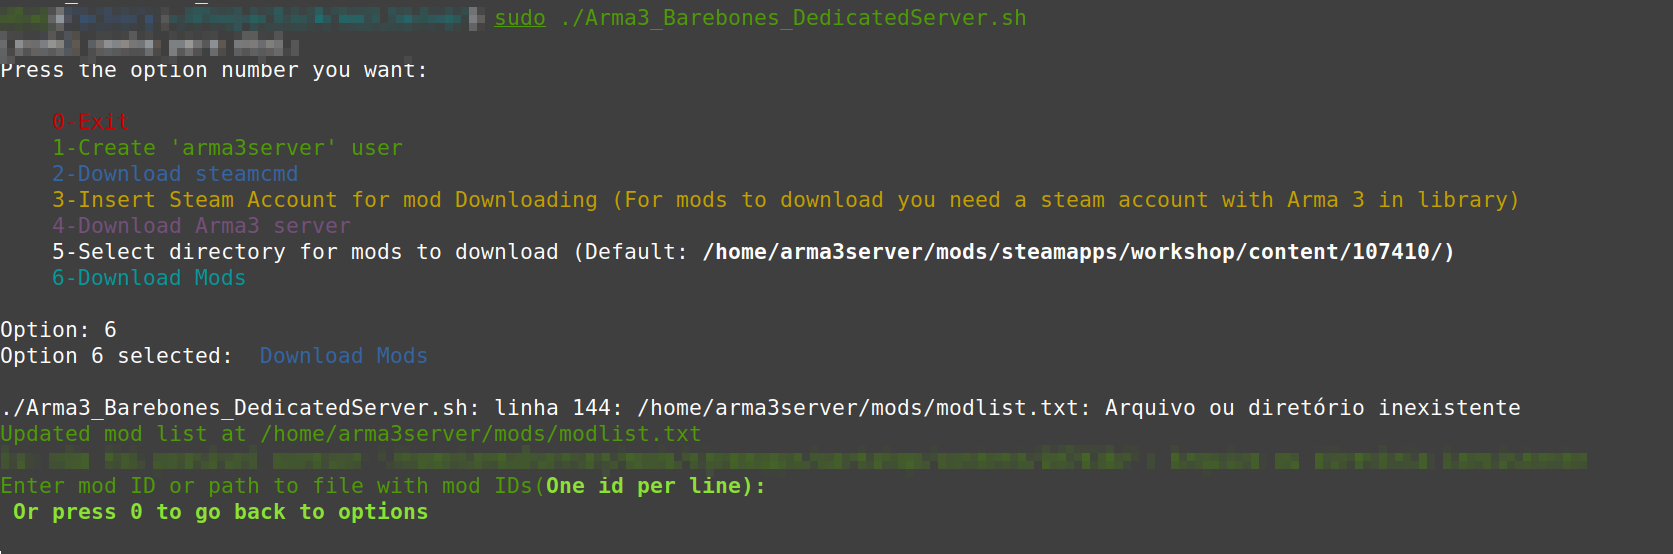 sudo ./Arma3_Barebones_DedicatedServer.sh
Press the option number you want:
0-Exit
1-Create 'arma3server' user
2-Download steamcmd
3-Insert Steam Account for mod Downloading (For mods to download you need a steam account with Arma 3 in library)
4-Download Arma3 server
5-Select directory for mods to download (Default: /home/arma3server/mods/steamapps/workshop/content/107410/)
6-Download Mods
Option: 6
Option 6 selected:  Download Mods
./Arma3_Barebones_DedicatedServer.sh: linha 144: /home/arma3server/mods/modlist.txt: Arquivo ou diretório inexistente
Updated mod list at /home/arma3server/mods/modlist.txt
Enter mod ID or path to file with mod IDs(One id per line):
Or press 0 to go back to options